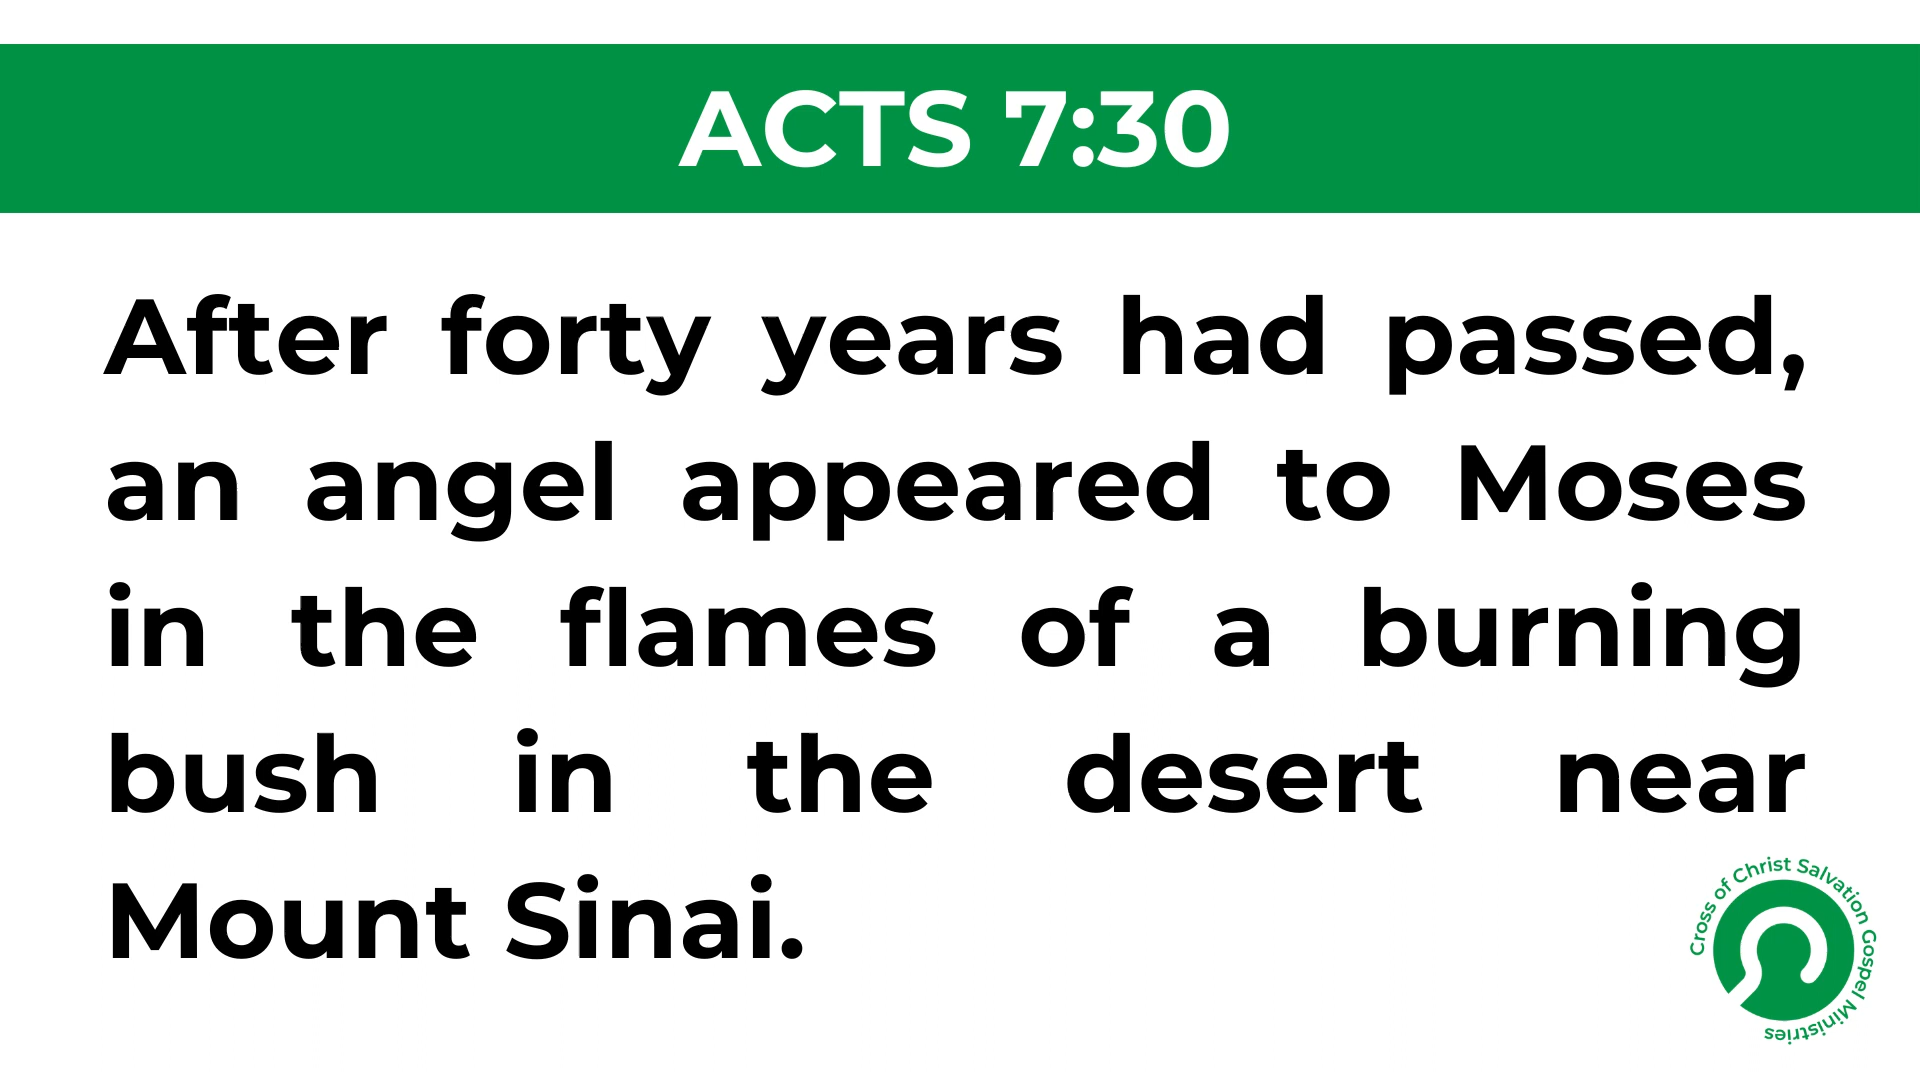 ACTS 7:30
After forty years had passed,
an angel appeared to Moses
in the flames of a burning
bush in the desert near
Mount Sinai.
Cross of Christ Salvation Gospel Ministries